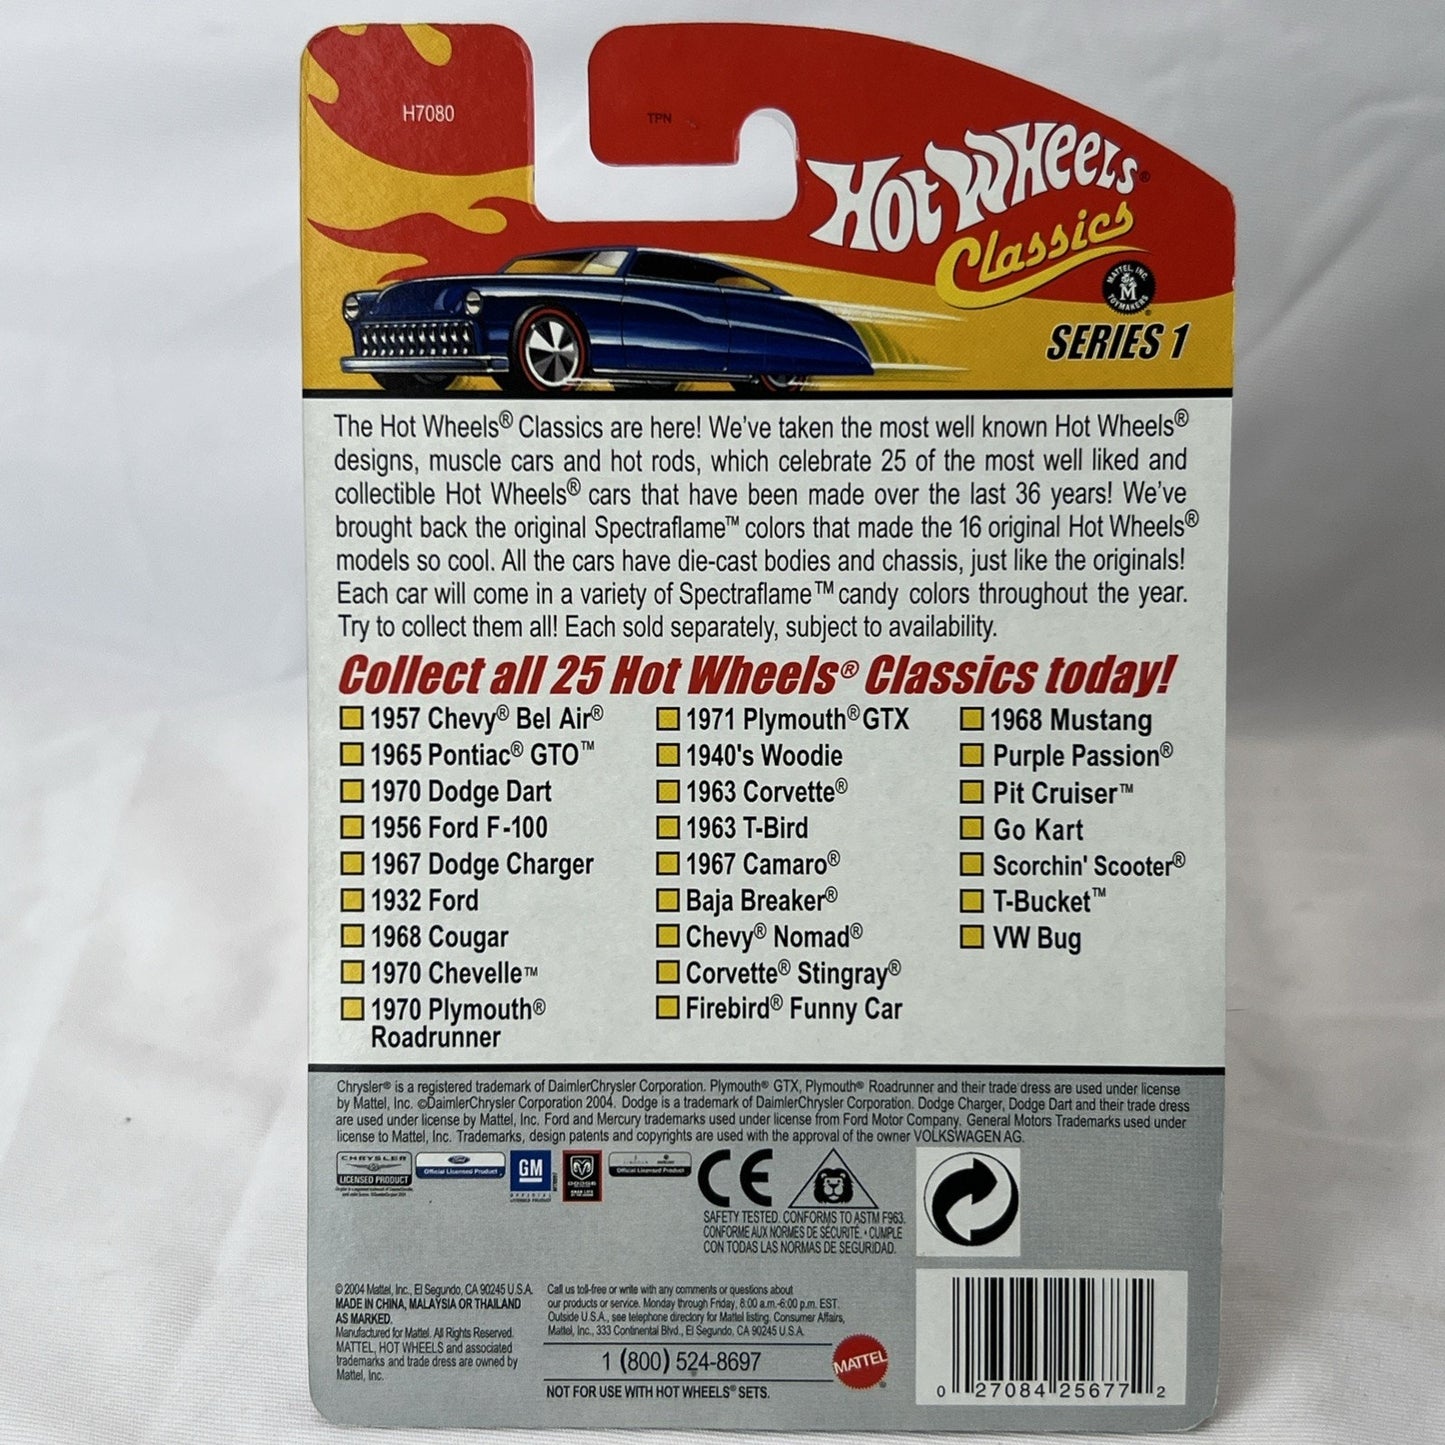 H7080
TPN
Hot Wheels®
Classics
MATTEL, INC.
M
TOYMAKERS
SERIES 1
The Hot Wheels® Classics are here! We've taken the most well known Hot Wheels®
designs, muscle cars and hot rods, which celebrate 25 of the most well liked and
collectible Hot Wheels® cars that have been made over the last 36 years! We've
brought back the original Spectraflame™ colors that made the 16 original Hot Wheels®
models so cool. All the cars have die-cast bodies and chassis, just like the originals!
Each car will come in a variety of Spectraflame™ candy colors throughout the year.
Try to collect them all! Each sold separately, subject to availability.
Collect all 25 Hot Wheels® Classics today!
1957 Chevy® Bel Air®
1965 Pontiac® GTO™
1970 Dodge Dart
1956 Ford F-100
1967 Dodge Charger
1932 Ford
1968 Cougar
1970 Chevelle™
1970 Plymouth®
Roadrunner
1971 Plymouth® GTX
1940's Woodie
1963 Corvette®
1963 T-Bird
1967 Camaro®
Baja Breaker®
Chevy® Nomad®
Corvette® Stingray®
Firebird® Funny Car
1968 Mustang
Purple Passion®
Pit Cruiser™
Go Kart
Scorchin' Scooter®
T-Bucket™
VW Bug
Chrysler® is a registered trademark of DaimlerChrysler Corporation. Plymouth® GTX, Plymouth® Roadrunner and their trade dress are used under license
by Mattel, Inc. ©DaimlerChrysler Corporation 2004. Dodge is a trademark of DaimlerChrysler Corporation. Dodge Charger, Dodge Dart and their trade dress
are used under license by Mattel, Inc. Ford and Mercury trademarks used under license from Ford Motor Company. General Motors Trademarks used under
license to Mattel, Inc. Trademarks, design patents and copyrights are used with the approval of the owner VOLKSWAGEN AG.
CHRYSLER
LICENSED PRODUCT
Ford
Official Licensed Product
GM
OFFICIAL
LICENSED PRODUCT
DODGE
Official Licensed Product
CE
SAFETY TESTED. CONFORMS TO ASTM F963.
CONFORME AUX NORMES DE SÉCURITÉ. • CUMPLE
CON TODAS LAS NORMAS DE SEGURIDAD.
© 2004 Mattel, Inc., El Segundo, CA 90245 U.S.A.
MADE IN CHINA, MALAYSIA OR THAILAND
AS MARKED.
Manufactured for Mattel. All Rights Reserved.
MATTEL, HOT WHEELS and associated
trademarks and trade dress are owned by
Mattel, Inc.
Call us toll-free or write with any comments or questions about
our products or service. Monday through Friday, 8:00 a.m.-6:00 p.m. EST.
Outside U.S.A., see telephone directory for Mattel listing. Consumer Affairs,
Mattel, Inc., 333 Continental Blvd., El Segundo, CA 90245 U.S.A.
1 (800) 524-8697
NOT FOR USE WITH HOT WHEELS® SETS.
MATTEL®
0 27084 25677 2